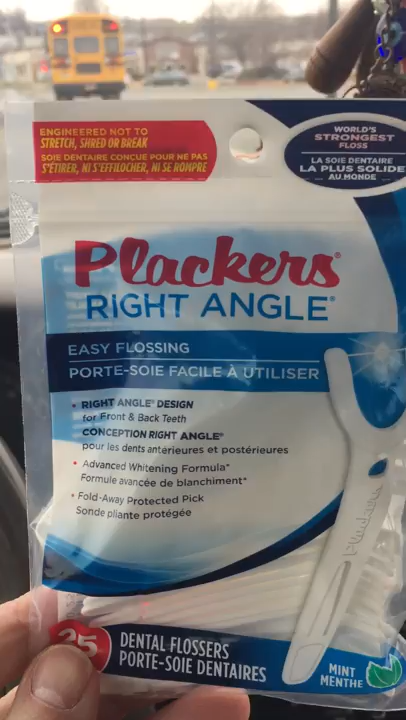 ENGINEERED NOT TO
STRETCH, SHRED OR BREAK
SOIE DENTAIRE CONÇUE POUR NE PAS
S'ÉTIRER, NI S'EFFILOCHER, NI SE ROMPRE
WORLD'S
STRONGEST
FLOSS
LA SOIE DENTAIRE
LA PLUS SOLIDE
AU MONDE
Plackers®
RIGHT ANGLE®
EASY FLOSSING
PORTE-SOIE FACILE À UTILISER
• RIGHT ANGLE® DESIGN
for Front & Back Teeth
CONCEPTION RIGHT ANGLE®
pour les dents antérieures et postérieures
• Advanced Whitening Formula*
Formule avancée de blanchiment*
• Fold-Away Protected Pick
Sonde pliante protégée
Plackers
25
DENTAL FLOSSERS
PORTE-SOIE DENTAIRES
MINT
MENTHE